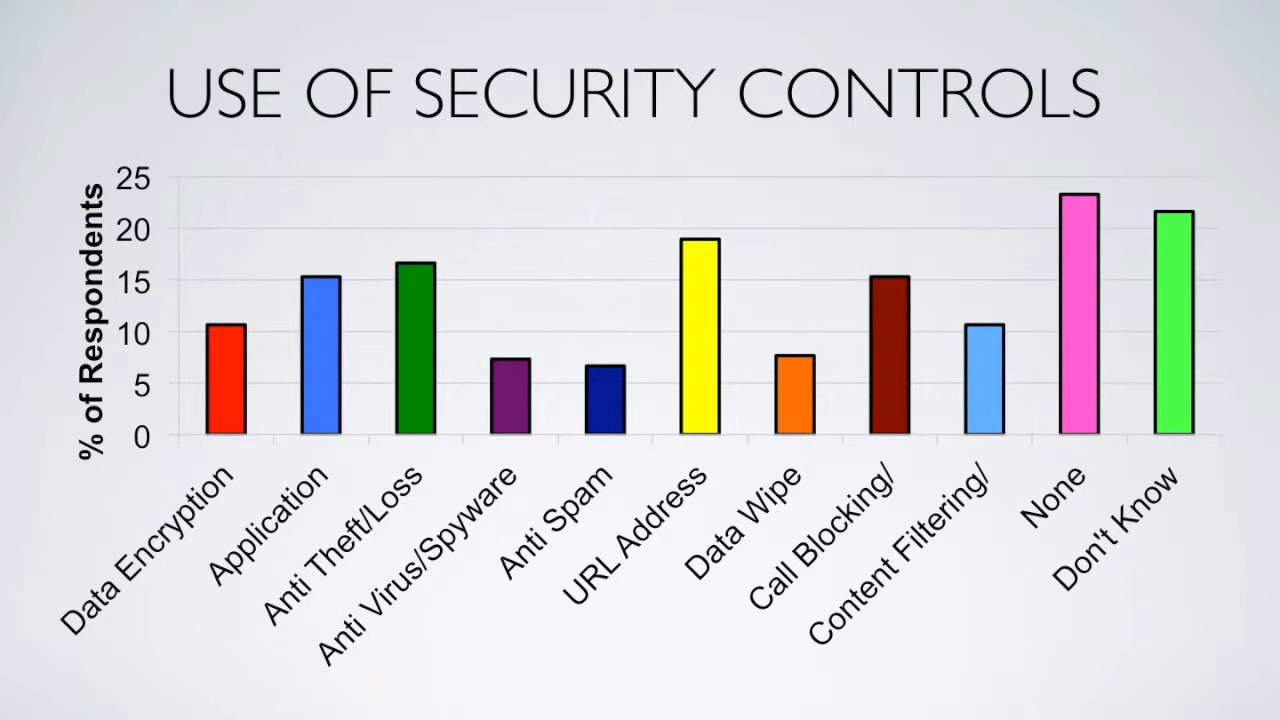 USE OF SECURITY CONTROLS
% of Respondents
25
20
15
10
5
0
Data Encryption
Application
Anti Theft/Loss
Anti Virus/Spyware
Anti Spam
URL Address
Data Wipe
Call Blocking/
Content Filtering/
None
Don't Know